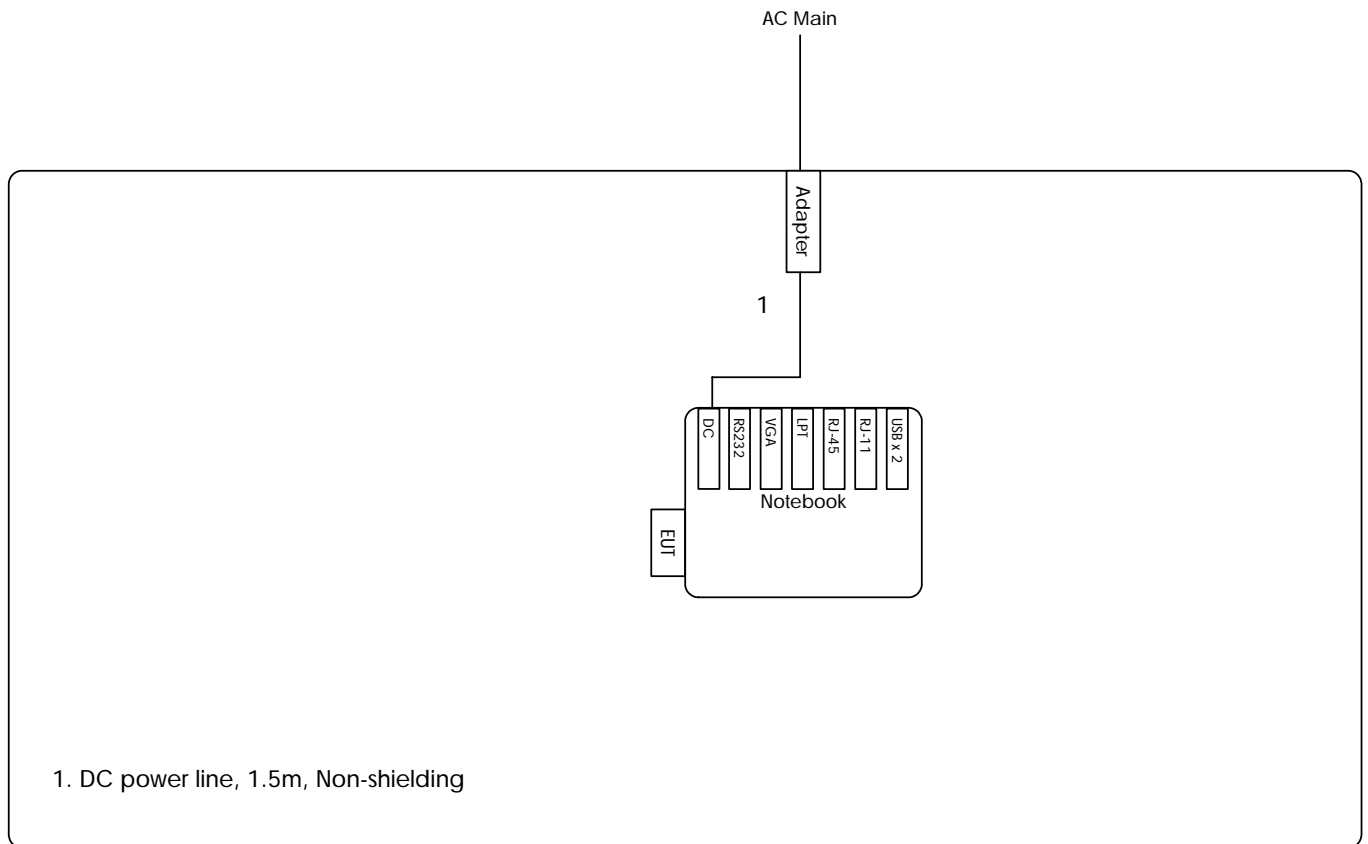 AC Main
Adapter
1
DC
RS232
VGA
LPT
RJ-45
RJ-11
USB x 2
Notebook
EUT
1. DC power line, 1.5m, Non-shielding